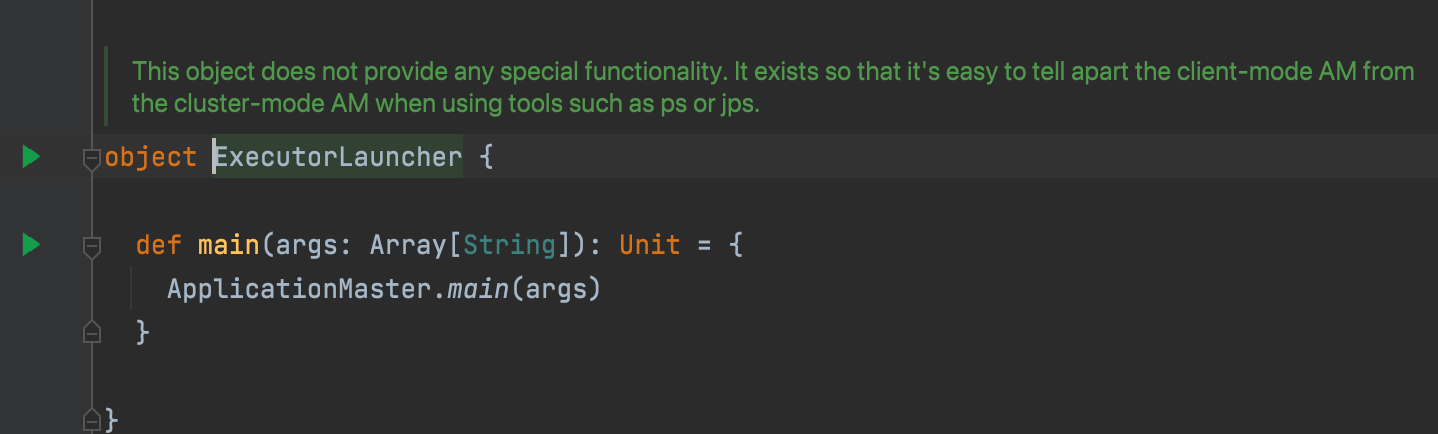 This object does not provide any special functionality. It exists so that it's easy to tell apart the client-mode AM from
the cluster-mode AM when using tools such as ps or jps.
object ExecutorLauncher {
def main(args: Array[String]): Unit = {
ApplicationMaster.main(args)
}
}